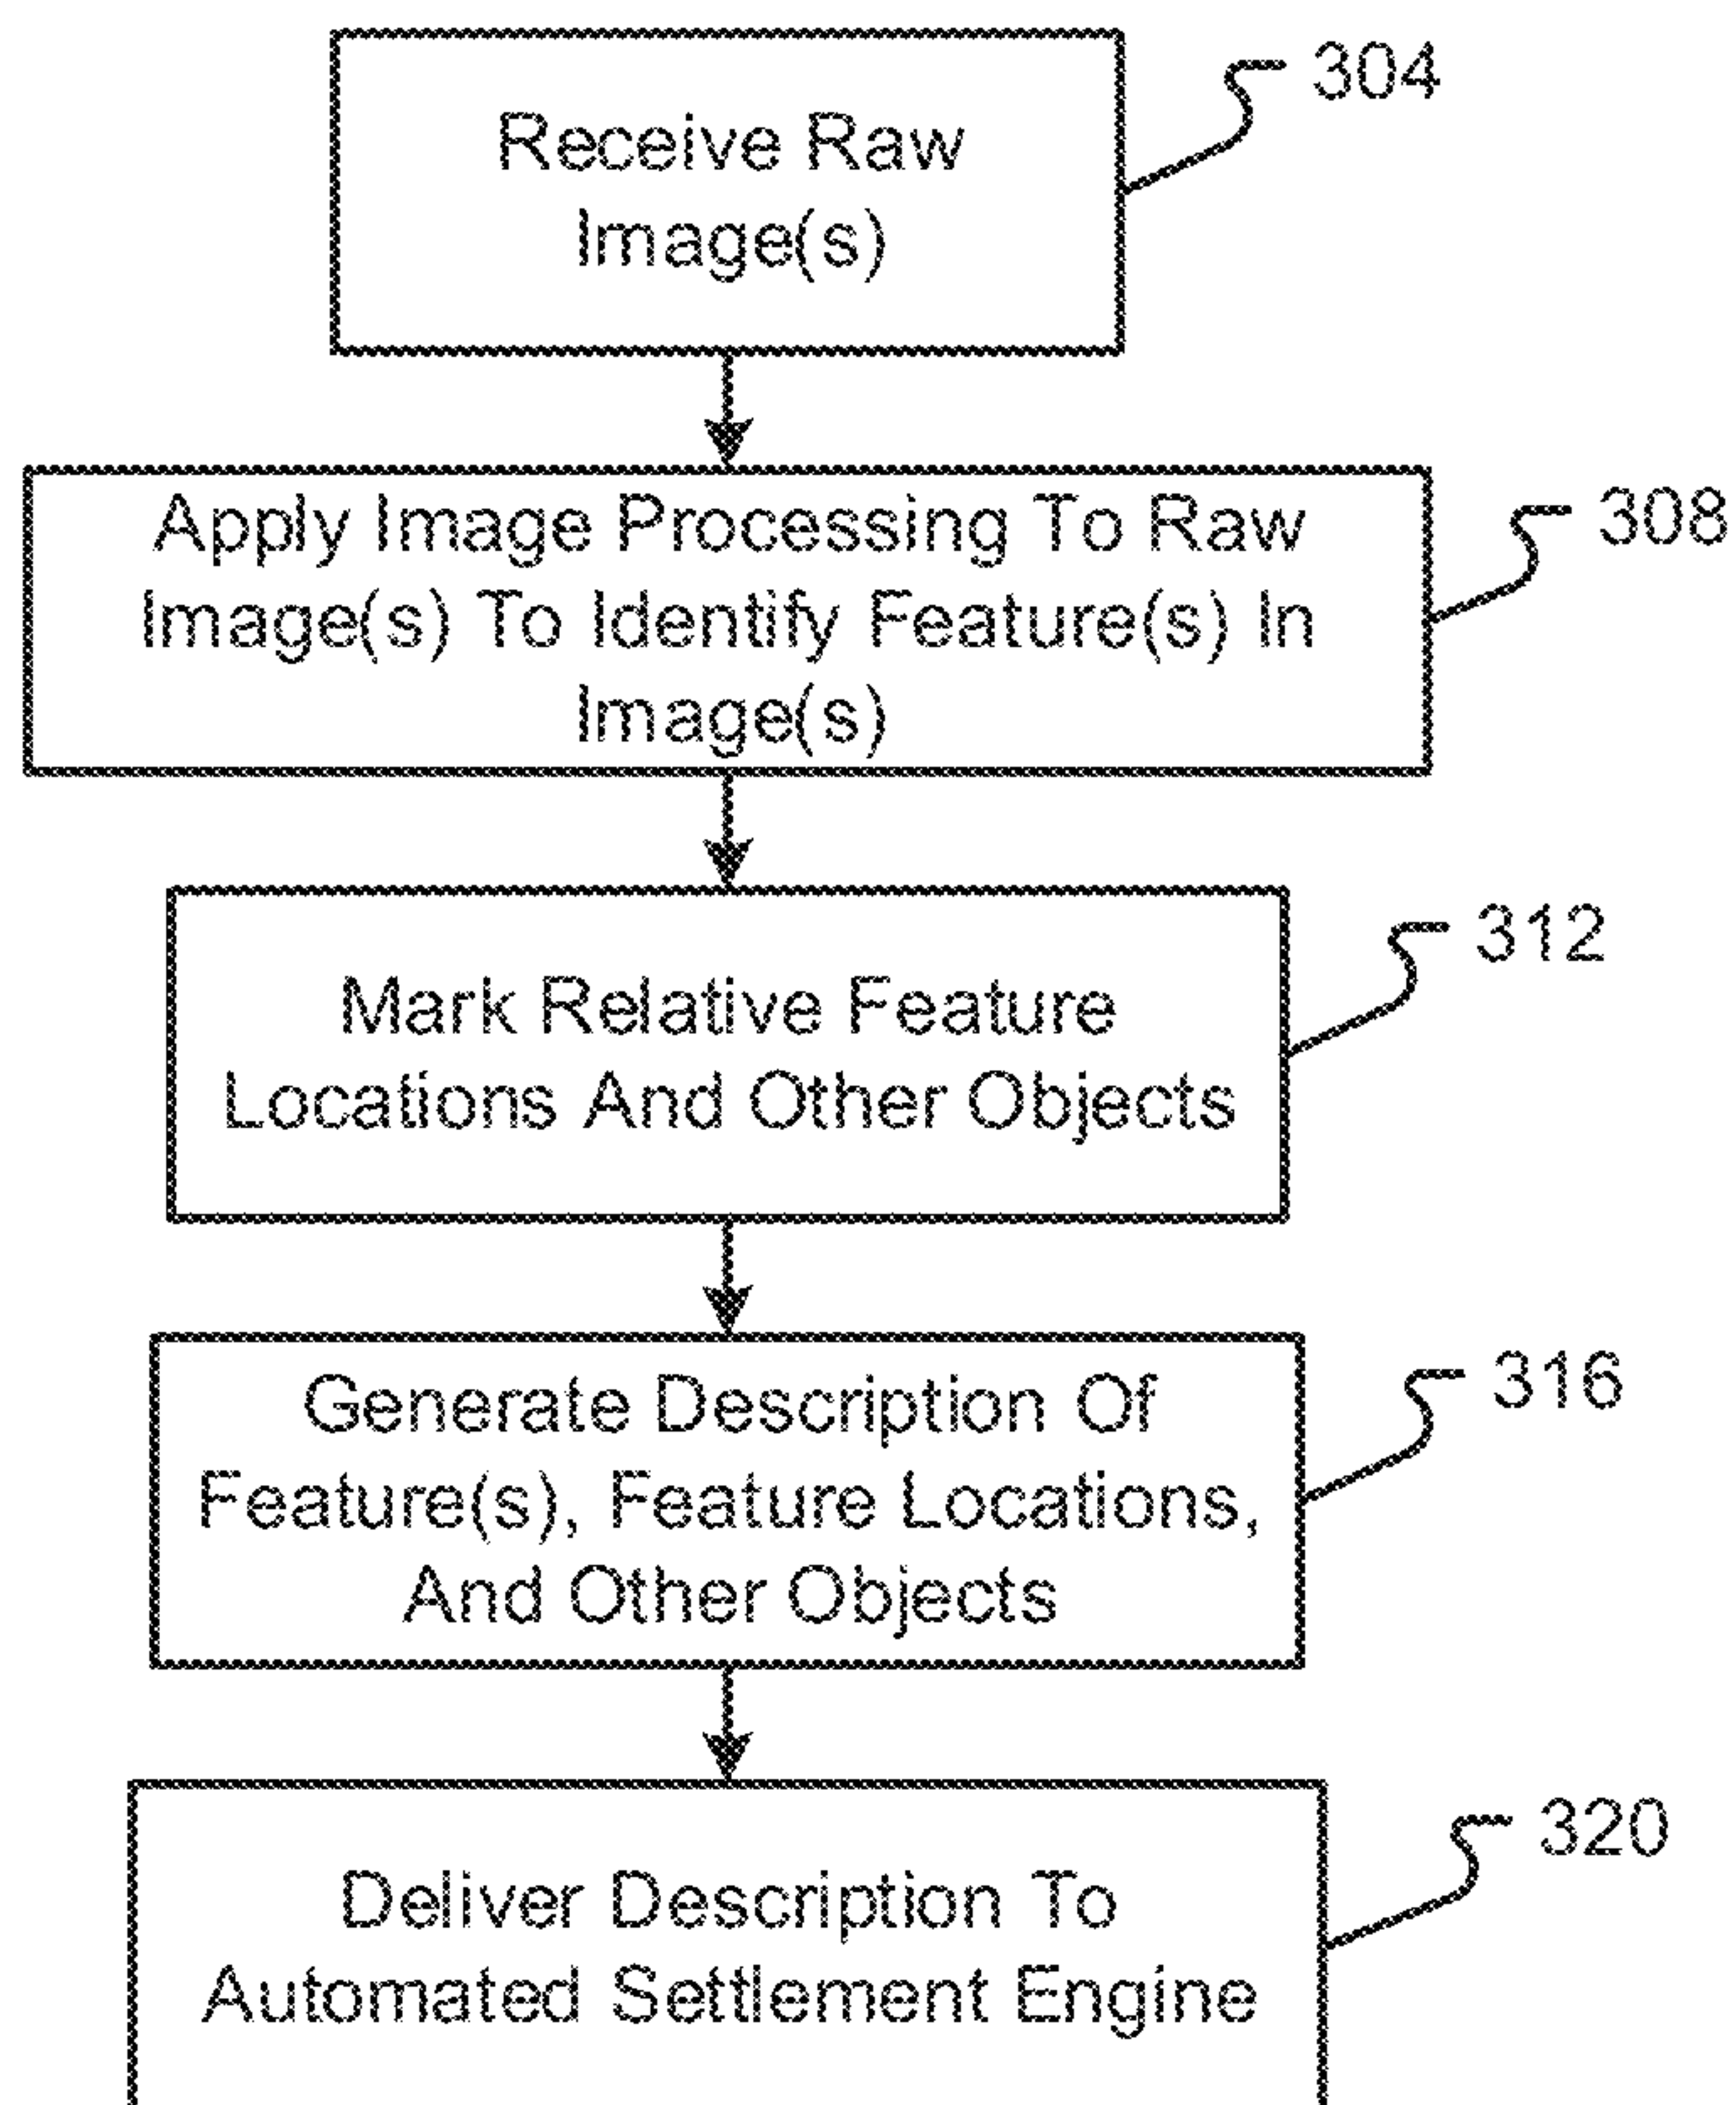 Receive Raw
Image(s)
304
Apply Image Processing To Raw
Image(s) To Identify Feature(s) In
Image(s)
308
Mark Relative Feature
Locations And Other Objects
312
Generate Description Of
Feature(s), Feature Locations,
And Other Objects
316
Deliver Description To
Automated Settlement Engine
320